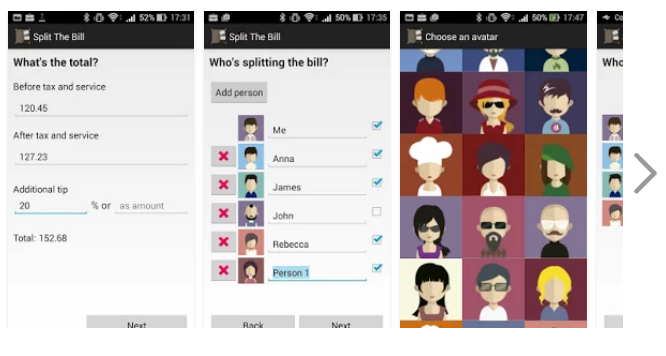 52% 17:31
Split The Bill
What's the total?
Before tax and service
120.45
After tax and service
127.23
Additional tip
20 % or as amount
Total: 152.68
Next
50% 17:35
Split The Bill
Who's splitting the bill?
Add person
Me
Anna
James
John
Rebecca
Person 1
Back Next
50% 17:47
Choose an avatar
Co
Who